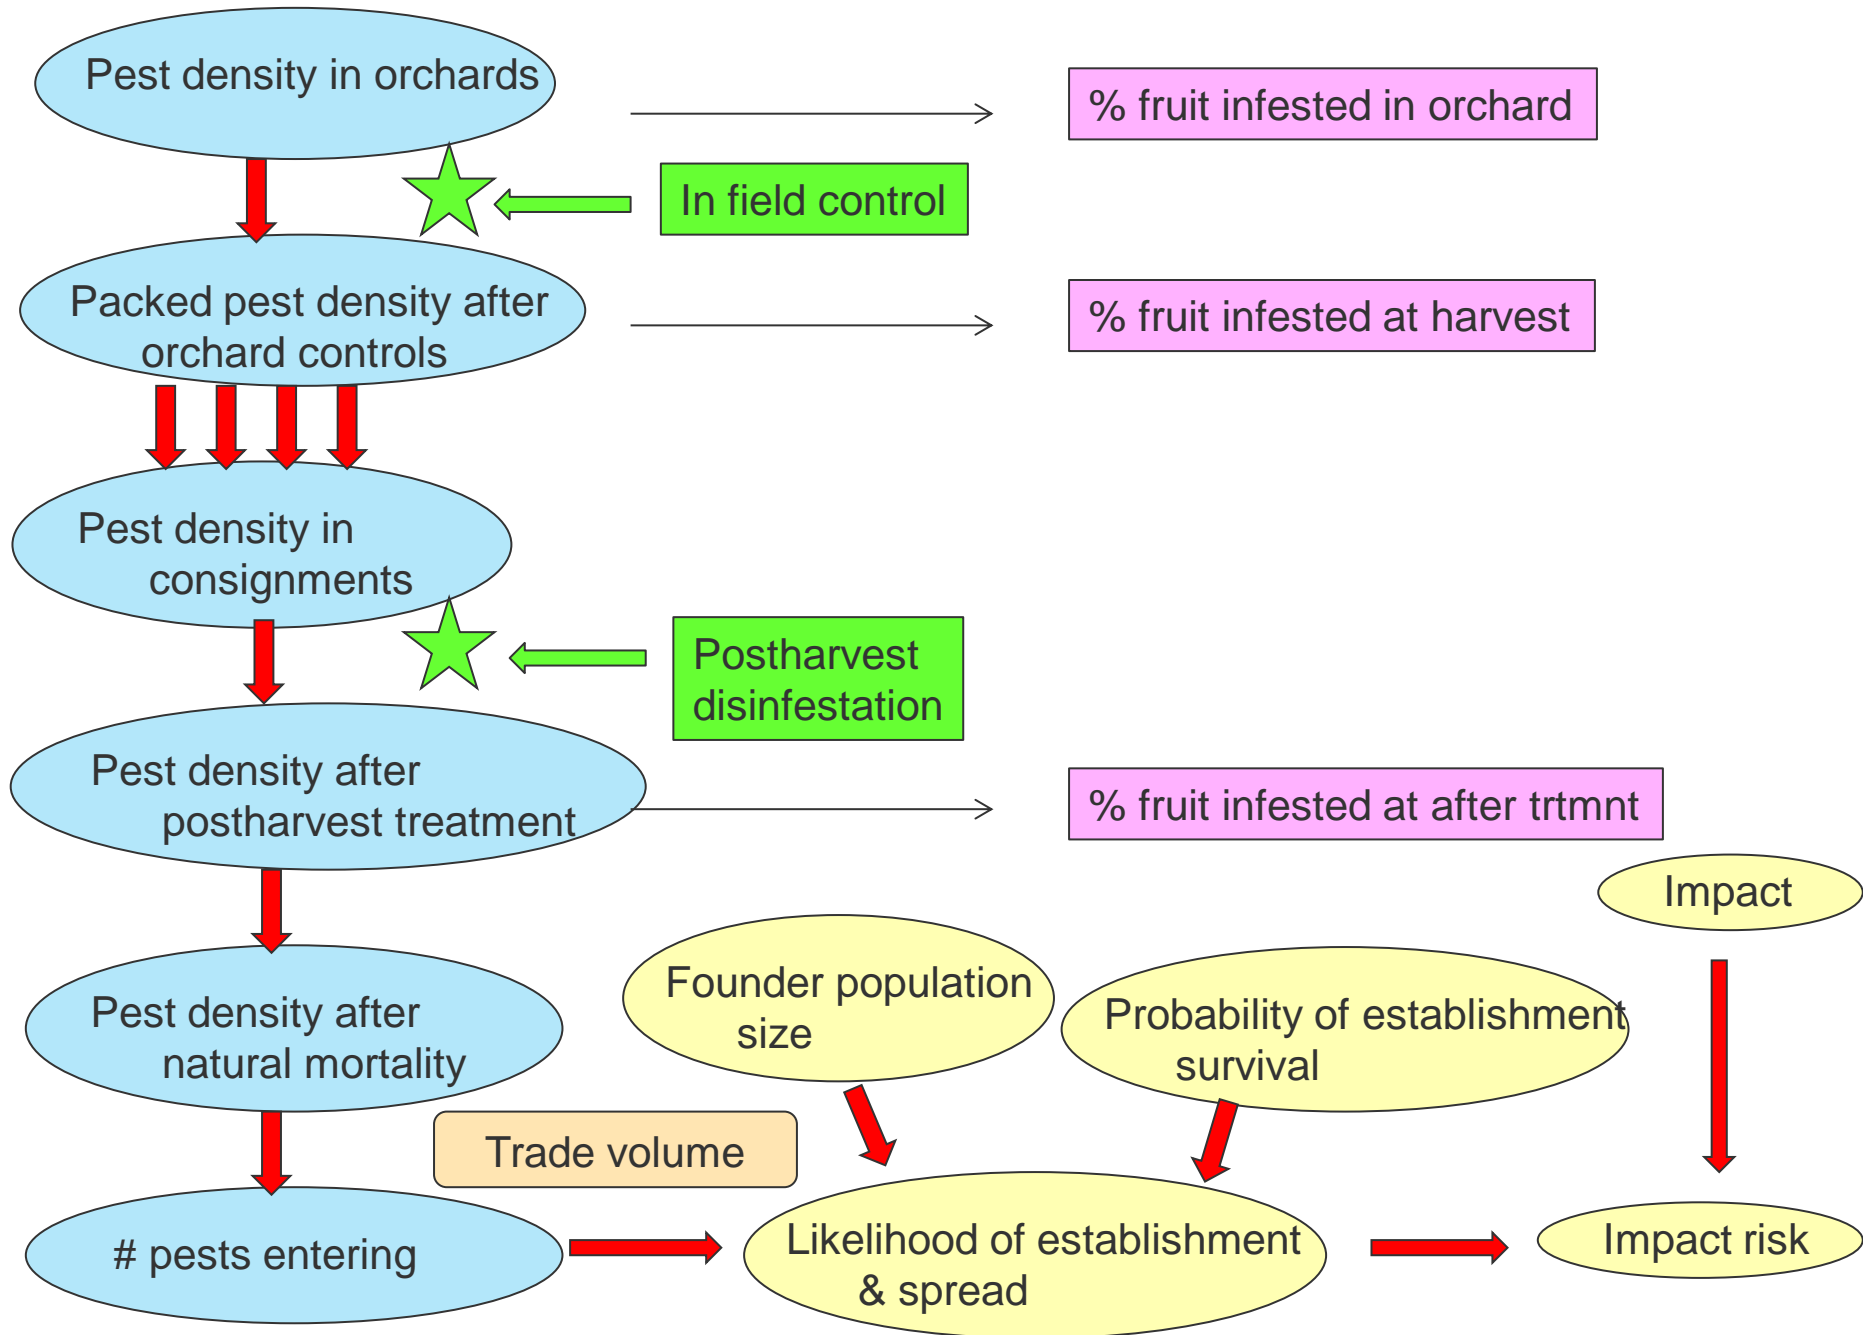 Pest density in orchards
% fruit infested in orchard
In field control
Packed pest density after
orchard controls
% fruit infested at harvest
Pest density in
consignments
Postharvest
disinfestation
Pest density after
postharvest treatment
% fruit infested at after trtmnt
Impact
Pest density after
natural mortality
Founder population
size
Probability of establishment
survival
Trade volume
# pests entering
Likelihood of establishment
& spread
Impact risk